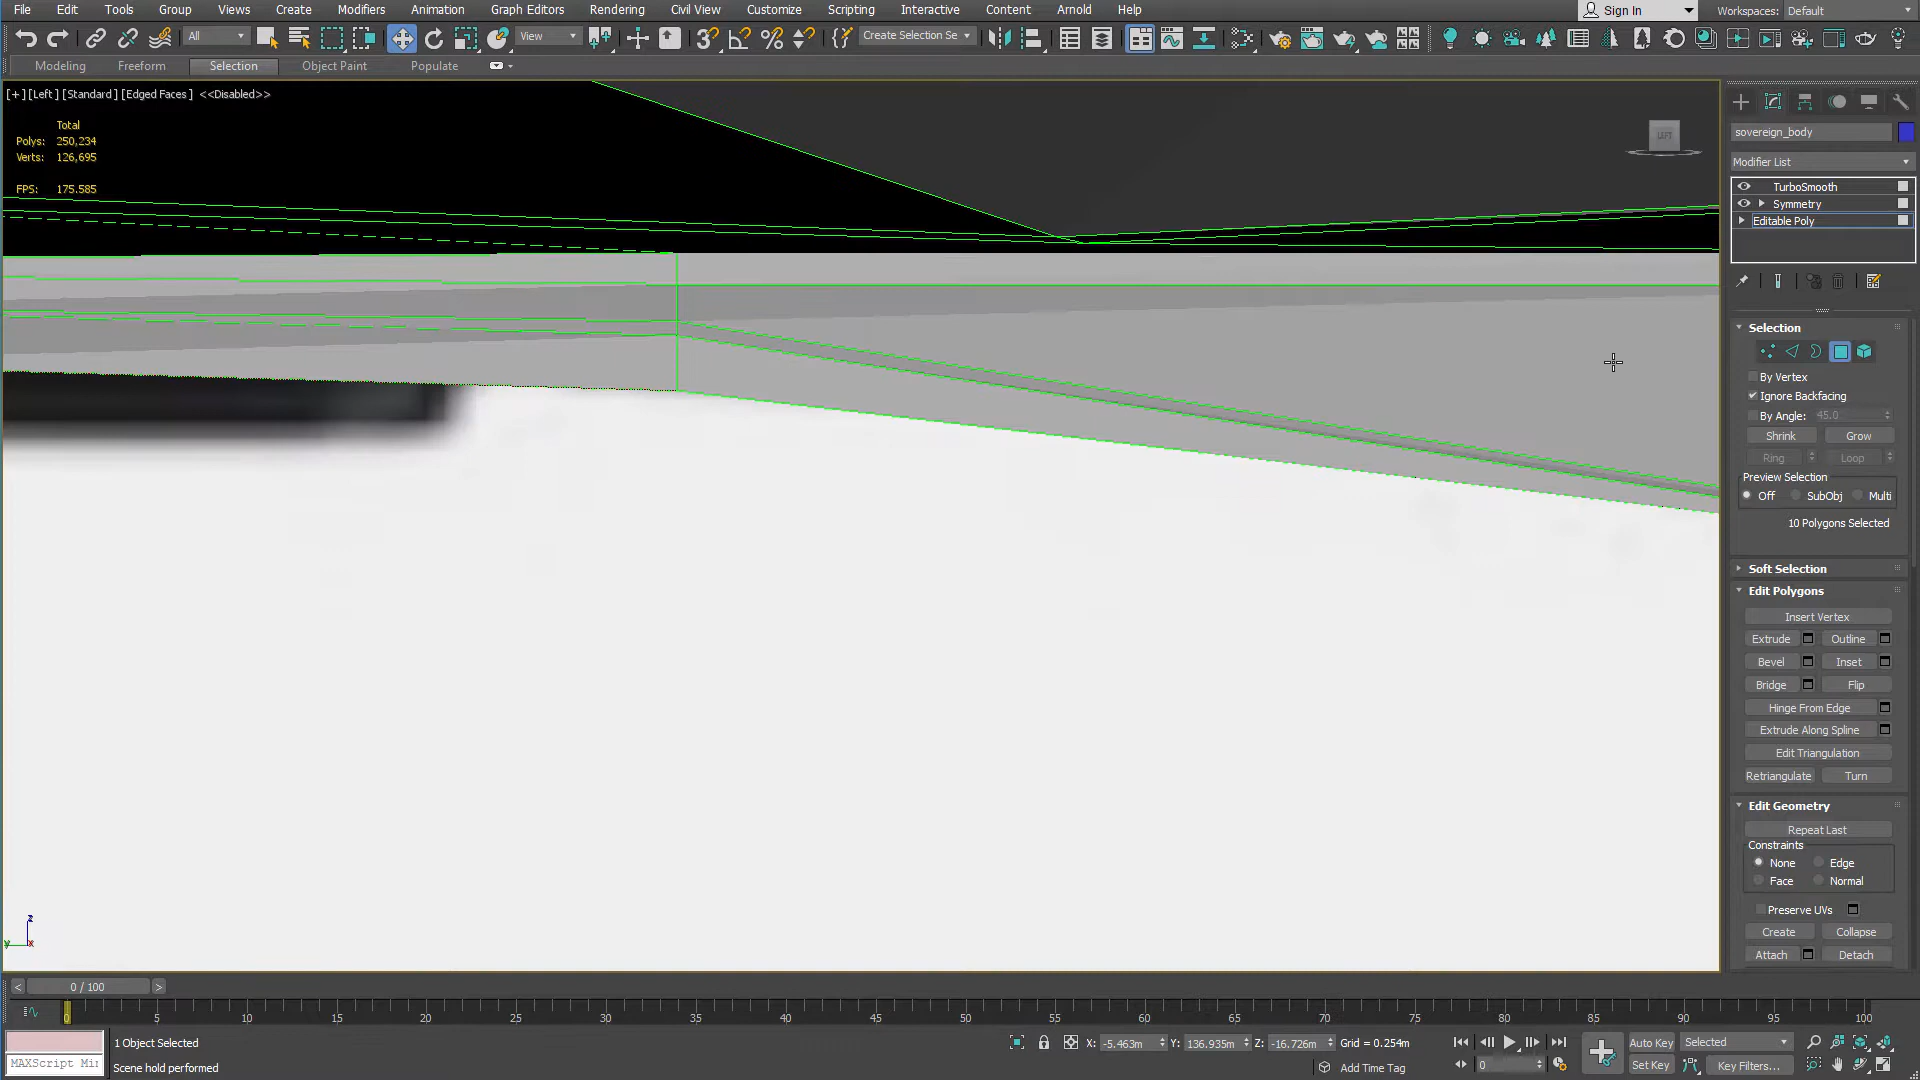 File Edit Tools Group Views Create Modifiers Animation Graph Editors Rendering Civil View Customize Scripting Interactive Content Arnold Help Sign In Workspaces: Default
All View Create Selection Se
Modeling Freeform Selection Object Paint Populate
[+] [Left] [Standard] [Edged Faces] <<Disabled>>
Total
Polys: 250,234
Verts: 126,695
FPS: 175.585
LEFT
sovereign_body
Modifier List
TurboSmooth
Symmetry
Editable Poly
Selection
By Vertex
Ignore Backfacing
By Angle: 45.0
Shrink Grow
Ring Loop
Preview Selection
Off SubObj Multi
10 Polygons Selected
Soft Selection
Edit Polygons
Insert Vertex
Extrude Outline
Bevel Inset
Bridge Flip
Hinge From Edge
Extrude Along Spline
Edit Triangulation
Retriangulate Turn
Edit Geometry
Repeat Last
Constraints
None Edge
Face Normal
Preserve UVs
Create Collapse
Attach Detach
z
y x
< 0 / 100 >
0 5 10 15 20 25 30 35 40 45 50 55 60 65 70 75 80 85 90 95 100
1 Object Selected X: -5.463m Y: 136.935m Z: -16.726m Grid = 0.254m Auto Key Selected
MAXScript Mi Scene hold performed Add Time Tag 0 Set Key Key Filters...